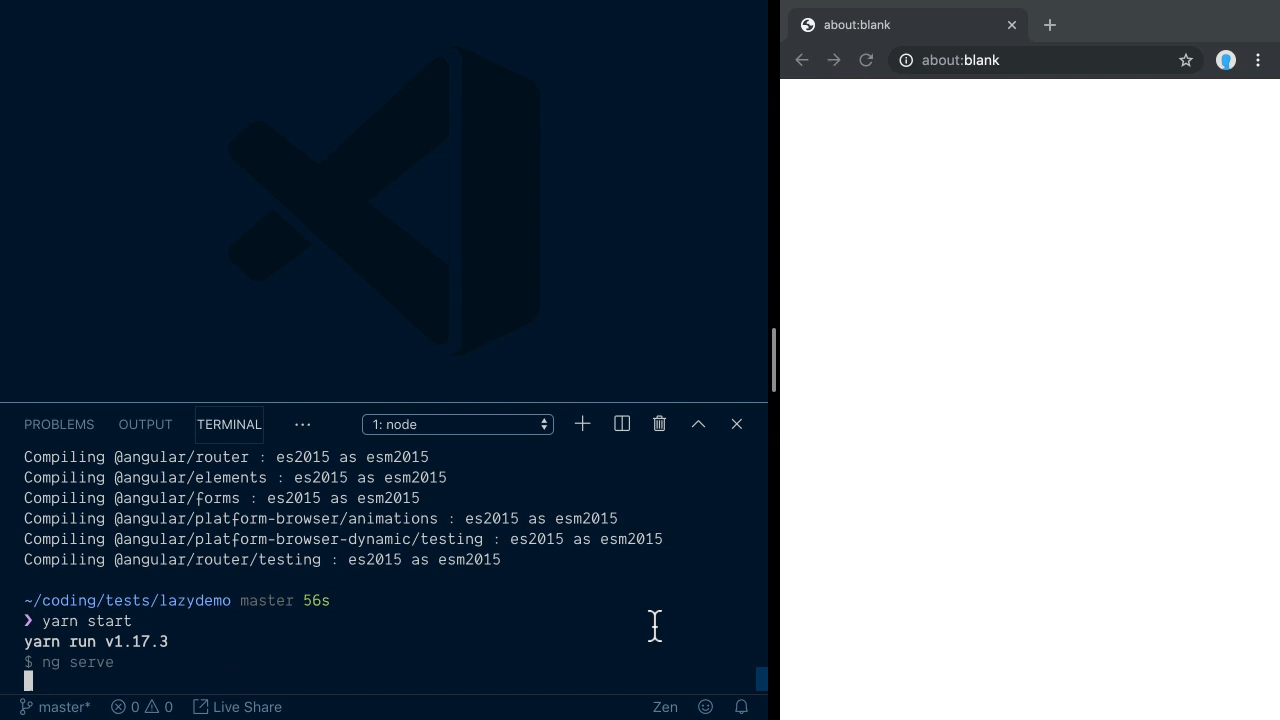 about:blank
about:blank
PROBLEMS OUTPUT TERMINAL ··· 1: node
Compiling @angular/router : es2015 as esm2015
Compiling @angular/elements : es2015 as esm2015
Compiling @angular/forms : es2015 as esm2015
Compiling @angular/platform-browser/animations : es2015 as esm2015
Compiling @angular/platform-browser-dynamic/testing : es2015 as esm2015
Compiling @angular/router/testing : es2015 as esm2015
~/coding/tests/lazydemo master 56s
❯ yarn start
yarn run v1.17.3
$ ng serve
master* 0 0 Live Share Zen